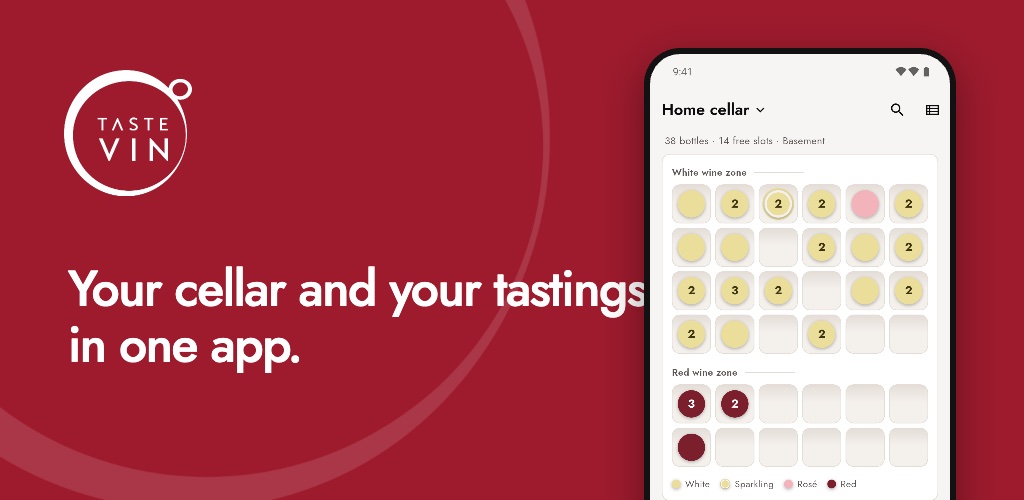 TASTE
VIN
Your cellar and your tastings
in one app.
9:41
Home cellar
38 bottles · 14 free slots · Basement
White wine zone
2 2 2 2
2 2
2 3 2 2
2 2
Red wine zone
3 2
White Sparkling Rosé Red